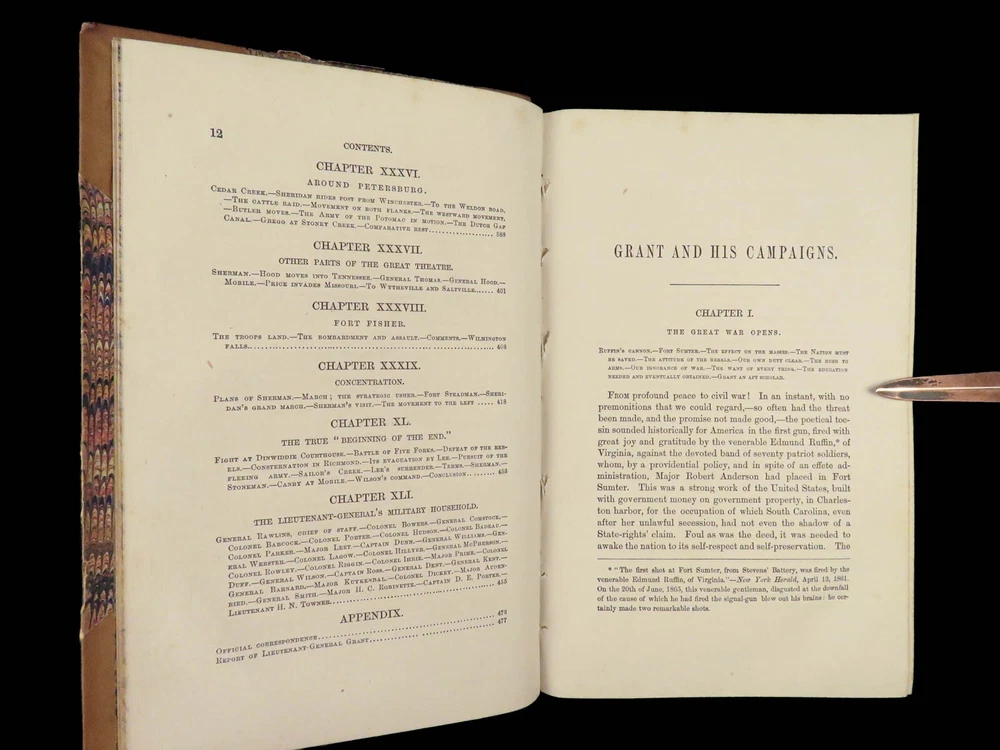 12
CONTENTS.
CHAPTER XXXVI.
AROUND PETERSBURG.
CEDAR CREEK.—SHERIDAN RIDES POST FROM WINCHESTER.—TO THE WELDON ROAD.
—THE CATTLE RAID.—MOVEMENT ON BOTH FLANKS.—THE WESTWARD MOVEMENT.
—BUTLER MOVES.—THE ARMY OF THE POTOMAC IN MOTION.—THE DUTCH GAP
CANAL.—GREGG AT STONEY CREEK.—COMPARATIVE REST.................... 388
CHAPTER XXXVII.
OTHER PARTS OF THE GREAT THEATRE.
SHERMAN.—HOOD MOVES INTO TENNESSEE.—GENERAL THOMAS.—GENERAL HOOD.—
MOBILE.—PRICE INVADES MISSOURI.—TO WYTHEVILLE AND SALTVILLE...... 401
CHAPTER XXXVIII.
FORT FISHER.
THE TROOPS LAND.—THE BOMBARDMENT AND ASSAULT.—COMMENTS.—WILMINGTON
FALLS.................................................................... 408
CHAPTER XXXIX.
CONCENTRATION.
PLANS OF SHERMAN.—MARCH; THE STRATEGIC USHER.—FORT STEADMAN.—SHERI-
DAN'S GRAND MARCH.—SHERMAN'S VISIT.—THE MOVEMENT TO THE LEFT ..... 418
CHAPTER XL.
THE TRUE "BEGINNING OF THE END."
FIGHT AT DINWIDDIE COURTHOUSE.—BATTLE OF FIVE FORKS.—DEFEAT OF THE REB-
ELS.—CONSTERNATION IN RICHMOND.—ITS EVACUATION BY LEE.—PURSUIT OF THE
FLEEING ARMY.—SAILOR'S CREEK.—LEE'S SURRENDER.—TERMS.—SHERMAN.—
STONEMAN.—CANBY AT MOBILE.—WILSON'S COMMAND.—CONCLUSION......... 433
CHAPTER XLI.
THE LIEUTENANT-GENERAL'S MILITARY HOUSEHOLD.
GENERAL RAWLINS, CHIEF OF STAFF.—COLONEL BOWERS.—GENERAL COMSTOCK.—
COLONEL BABCOCK.—COLONEL PORTER.—COLONEL HUDSON.—COLONEL BADEAU.—
COLONEL PARKER.—MAJOR LEET.—CAPTAIN DUNN.—GENERAL WILLIAMS.—GEN-
ERAL WEBSTER.—COLONEL LAGOW.—COLONEL HILLYER.—GENERAL MCPHERSON.—
COLONEL ROWLEY.—COLONEL RIGGIN.—COLONEL IHRIE.—MAJOR PRIME.—COLONEL
DUFF.—GENERAL WILSON.—CAPTAIN ROSS.—GENERAL DENT.—GENERAL KENT.—
GENERAL BARNARD.—MAJOR KUYKENBAL.—COLONEL DICKEY.—MAJOR AUDEN-
RIED.—GENERAL SMITH.—MAJOR H. C. ROBINETTE.—CAPTAIN D. E. PORTER.—
LIEUTENANT H. N. TOWNER.................................................. 453
APPENDIX.
OFFICIAL CORRESPONDENCE.................................................. 473
REPORT OF LIEUTENANT-GENERAL GRANT....................................... 477
GRANT AND HIS CAMPAIGNS.
CHAPTER I.
THE GREAT WAR OPENS.
RUFFIN'S CANNON.—FORT SUMTER.—THE EFFECT ON THE MASSES.—THE NATION MUST
BE SAVED.—THE ATTITUDE OF THE REBELS.—OUR OWN DUTY CLEAR.—THE RUSH TO
ARMS.—OUR IGNORANCE OF WAR.—THE WANT OF EVERY THING.—THE EDUCATION
NEEDED AND EVENTUALLY OBTAINED.—GRANT AN APT SCHOLAR.
FROM profound peace to civil war! In an instant, with no
premonitions that we could regard,—so often had the threat
been made, and the promise not made good,—the poetical toc-
sin sounded historically for America in the first gun, fired with
great joy and gratitude by the venerable Edmund Ruffin,* of
Virginia, against the devoted band of seventy patriot soldiers,
whom, by a providential policy, and in spite of an effete ad-
ministration, Major Robert Anderson had placed in Fort
Sumter. This was a strong work of the United States, built
with government money on government property, in Charles-
ton harbor, for the occupation of which South Carolina, even
after her unlawful secession, had not even the shadow of a
State-rights' claim. Foul as was the deed, it was needed to
awake the nation to its self-respect and self-preservation. The
* "The first shot at Fort Sumter, from Stevens' Battery, was fired by the
venerable Edmund Ruffin, of Virginia."—New York Herald, April 13, 1861.
On the 20th of June, 1865, this venerable gentleman, disgusted at the downfall
of the cause of which he had fired the signal-gun blew out his brains: he cer-
tainly made two remarkable shots.